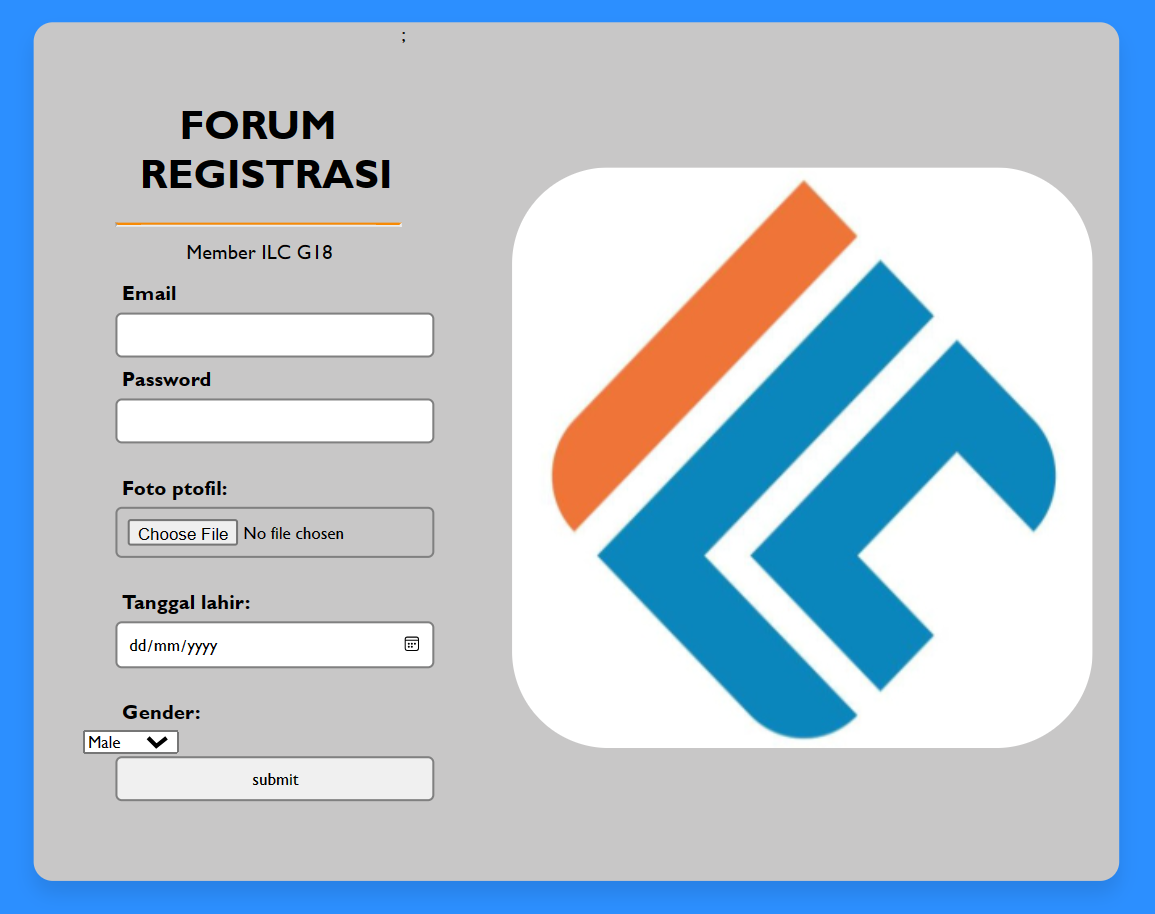 ;
FORUM
REGISTRASI
Member ILC G18
Email
Password
Foto ptofil:
Choose File No file chosen
Tanggal lahir:
dd/mm/yyyy
Gender:
Male
submit